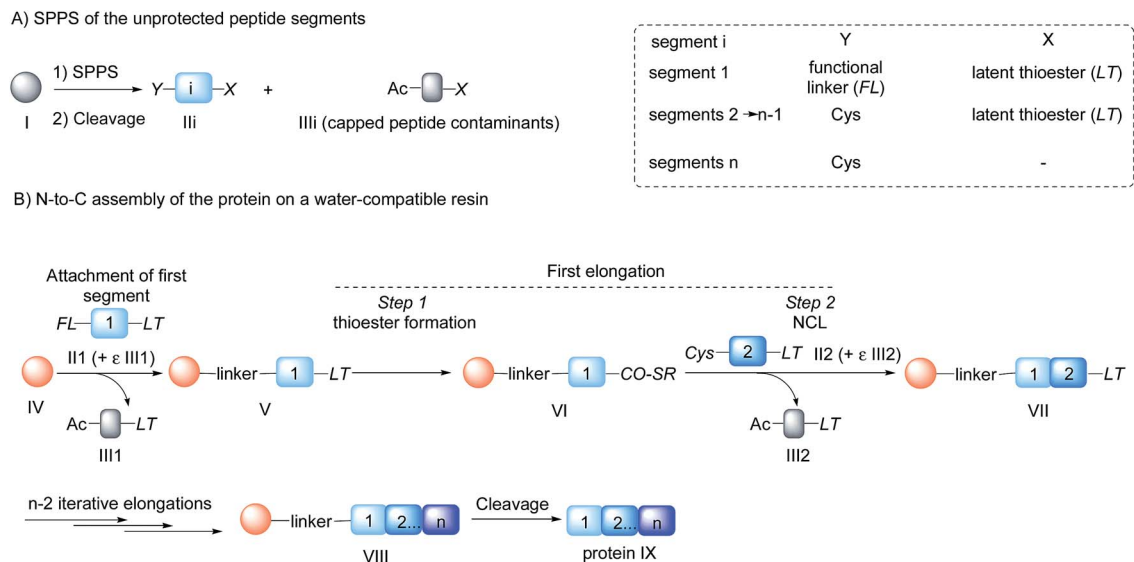 A) SPPS of the unprotected peptide segments
1) SPPS
2) Cleavage
I
Y
i
X
IIi
+
Ac
X
IIIi (capped peptide contaminants)
segment i Y X
segment 1 functional linker (FL) latent thioester (LT)
segments 2 → n-1 Cys latent thioester (LT)
segments n Cys -
B) N-to-C assembly of the protein on a water-compatible resin
Attachment of first
segment
FL 1 LT
II1 (+ ε III1)
IV
Ac LT
III1
linker 1 LT
V
First elongation
Step 1
thioester formation
linker 1 CO-SR
VI
Step 2
NCL
Cys 2 LT II2 (+ ε III2)
Ac LT
III2
linker 1 2 LT
VII
n-2 iterative elongations
linker 1 2... n
VIII
Cleavage
1 2... n
protein IX